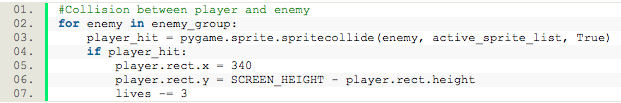 01. #Collision between player and enemy
02. for enemy in enemy_group:
03.     player_hit = pygame.sprite.spritecollide(enemy, active_sprite_list, True)
04.     if player_hit:
05.         player.rect.x = 340
06.         player.rect.y = SCREEN_HEIGHT - player.rect.height
07.         lives -= 3